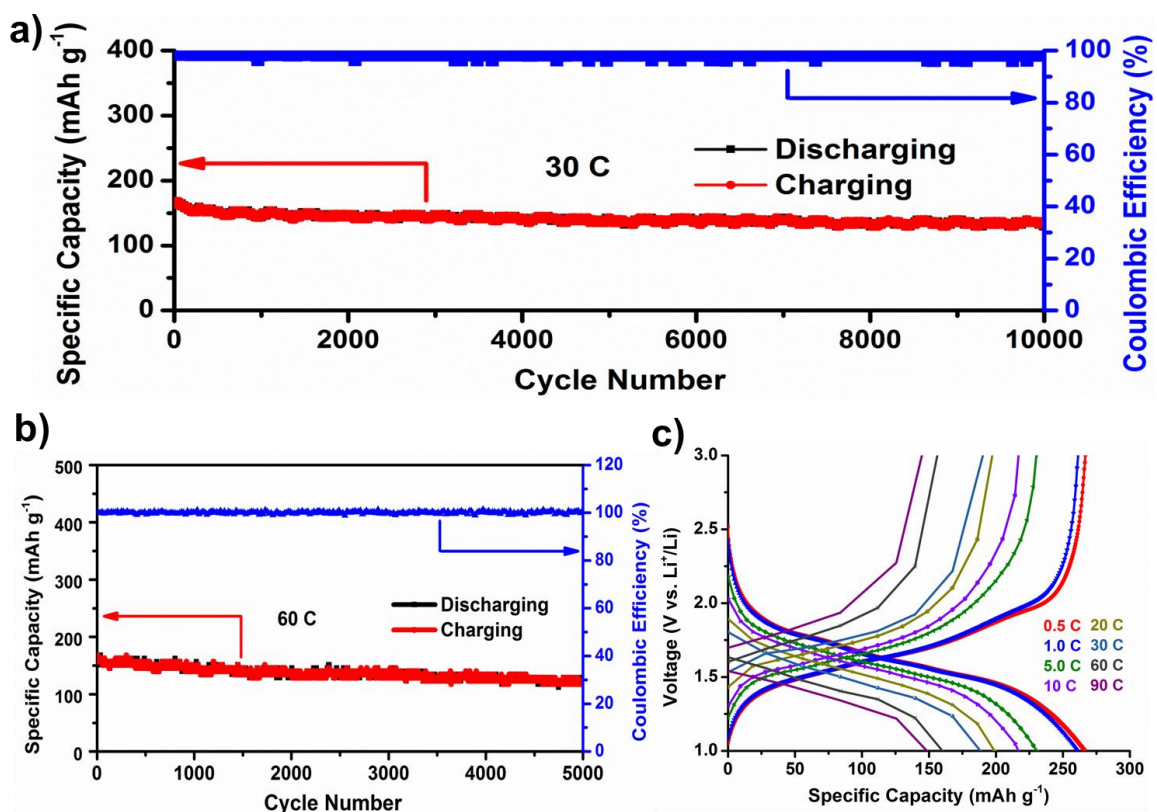 a)
Specific Capacity (mAh g⁻¹)
400
300
200
100
0
30 C
Discharging
Charging
100
80
60
40
20
0
Coulombic Efficiency (%)
0 2000 4000 6000 8000 10000
Cycle Number
b)
Specific Capacity (mAh g⁻¹)
500
400
300
200
100
0
60 C
Discharging
Charging
120
100
80
60
40
20
0
Coulombic Efficiency (%)
0 1000 2000 3000 4000 5000
Cycle Number
c)
Voltage (V vs. Li⁺/Li)
3.0
2.5
2.0
1.5
1.0
0.5 C 20 C
1.0 C 30 C
5.0 C 60 C
10 C 90 C
0 50 100 150 200 250 300
Specific Capacity (mAh g⁻¹)